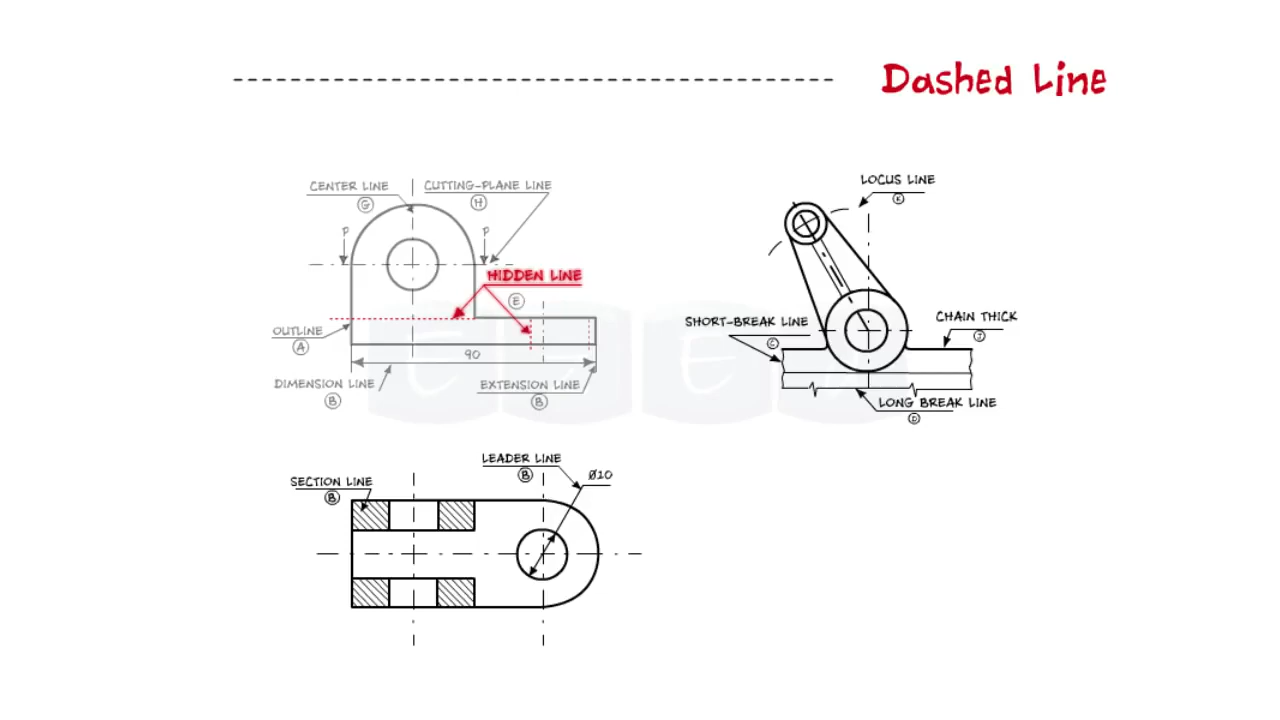 Dashed Line
CENTER LINE
G
CUTTING-PLANE LINE
H
P
P
HIDDEN LINE
E
OUTLINE
A
90
DIMENSION LINE
B
EXTENSION LINE
B
LOCUS LINE
K
SHORT-BREAK LINE
C
CHAIN THICK
J
LONG BREAK LINE
D
LEADER LINE
B
Ø10
SECTION LINE
B